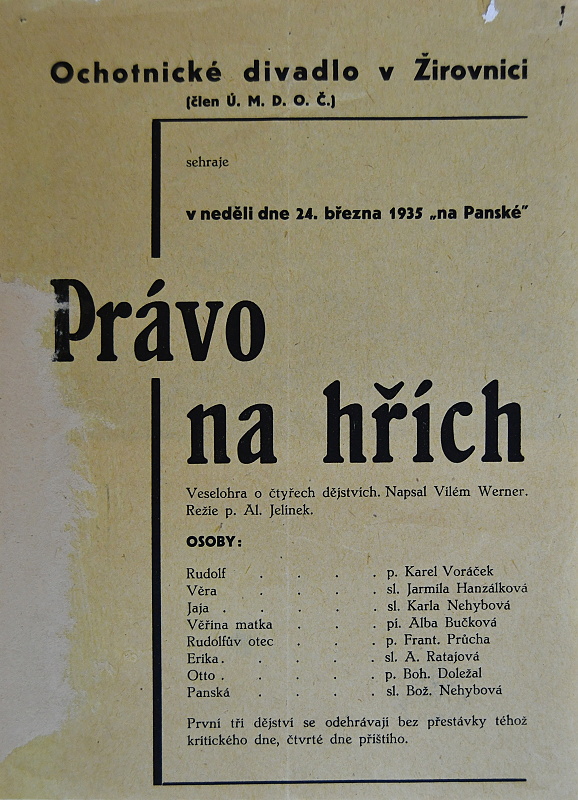 Ochotnické divadlo v Žirovnici
(člen Ú. M. D. O. Č.)
sehraje
v neděli dne 24. března 1935 „na Panské"
Právo
na hřích
Veselohra o čtyřech dějstvích. Napsal Vilém Werner.
Režie p. Al. Jelínek.
OSOBY:
Rudolf . . . . p. Karel Voráček
Věra . . . . sl. Jarmila Hanzálková
Jaja . . . . . sl. Karla Nehybová
Věřina matka . . . pí. Alba Bučková
Rudolfův otec . . . p. Frant. Průcha
Erika . . . . . sl. A. Ratajová
Otto . . . . . p. Boh. Doležal
Panská . . . . sl. Bož. Nehybová
První tři dějství se odehrávají bez přestávky téhož
kritického dne, čtvrté dne příštího.